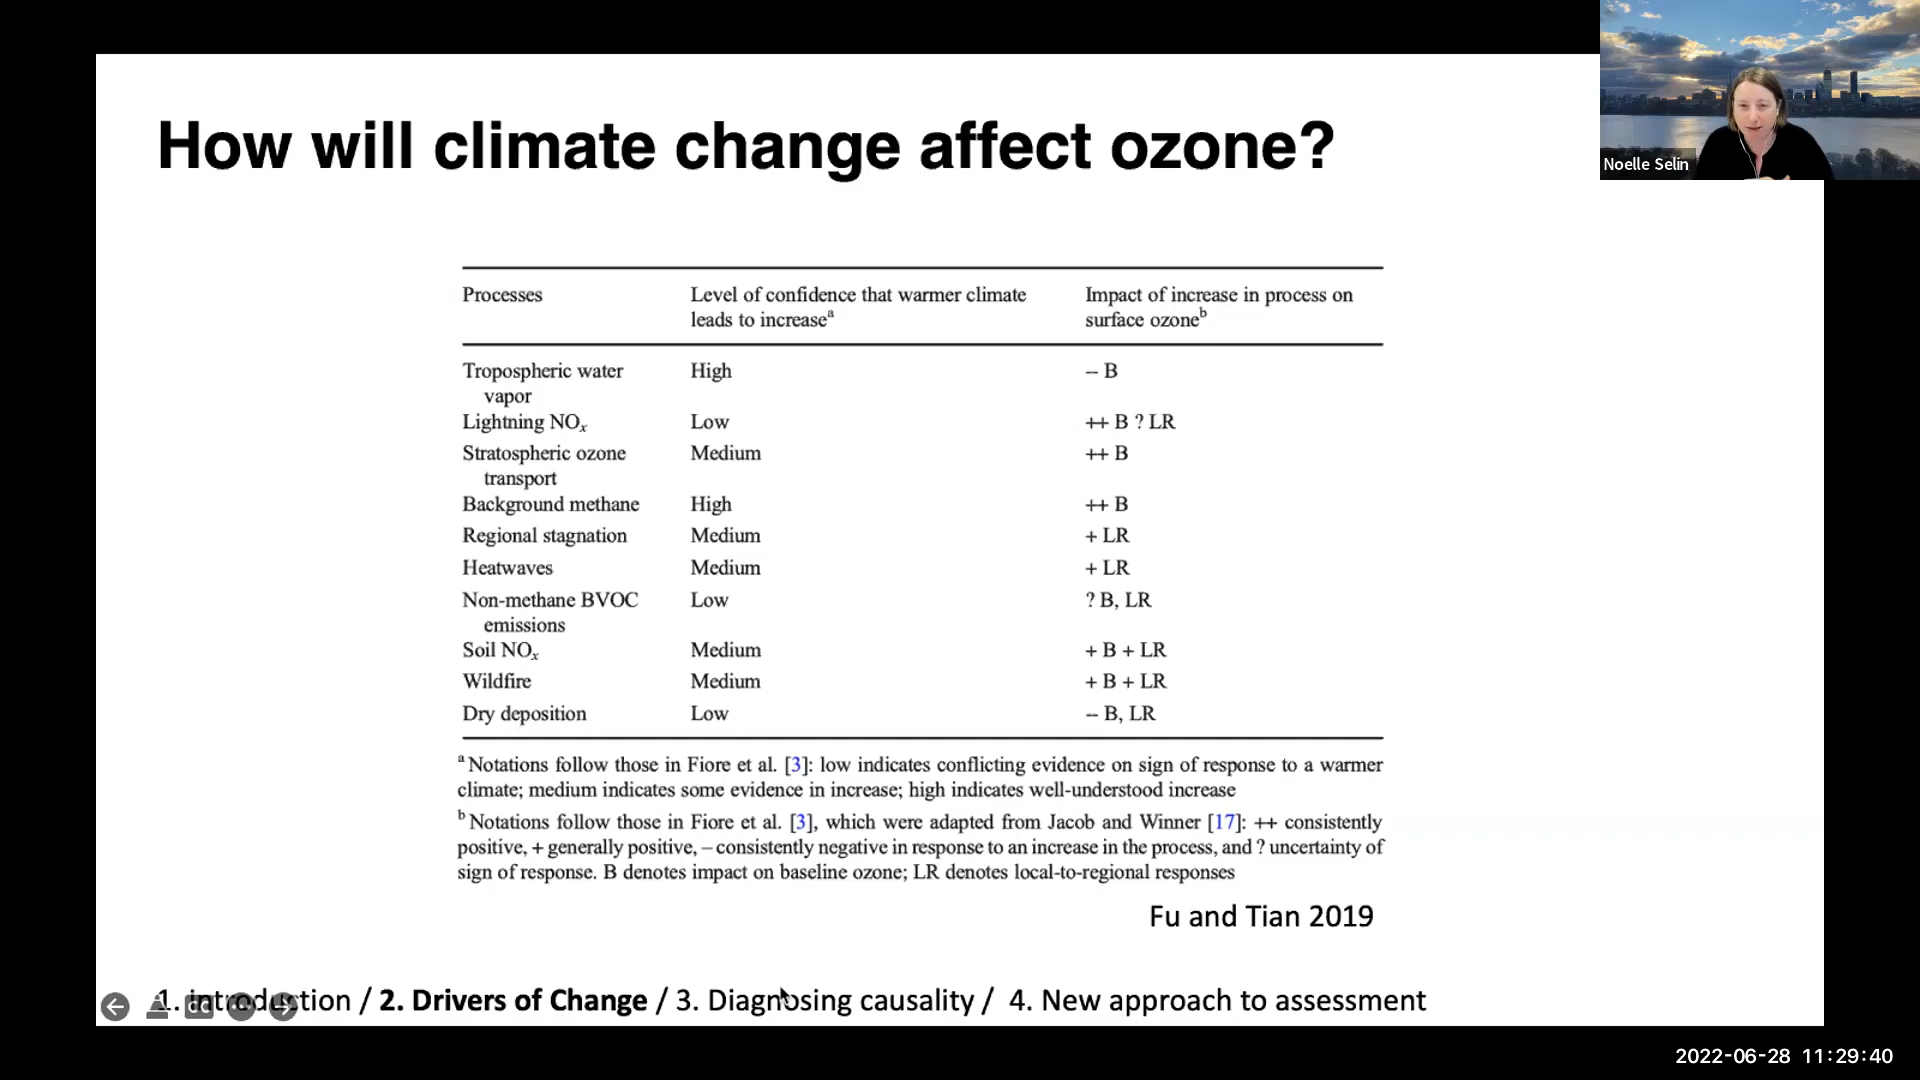 How will climate change affect ozone?
Noelle Selin
Processes Level of confidence that warmer climate leads to increaseᵃ Impact of increase in process on surface ozoneᵇ
Tropospheric water vapor High -- B
Lightning NOₓ Low ++ B ? LR
Stratospheric ozone transport Medium ++ B
Background methane High ++ B
Regional stagnation Medium + LR
Heatwaves Medium + LR
Non-methane BVOC emissions Low ? B, LR
Soil NOₓ Medium + B + LR
Wildfire Medium + B + LR
Dry deposition Low -- B, LR
ᵃ Notations follow those in Fiore et al. [3]: low indicates conflicting evidence on sign of response to a warmer
climate; medium indicates some evidence in increase; high indicates well-understood increase
ᵇ Notations follow those in Fiore et al. [3], which were adapted from Jacob and Winner [17]: ++ consistently
positive, + generally positive, – consistently negative in response to an increase in the process, and ? uncertainty of
sign of response. B denotes impact on baseline ozone; LR denotes local-to-regional responses
Fu and Tian 2019
1. introduction / 2. Drivers of Change / 3. Diagnosing causality / 4. New approach to assessment
CC
2022-06-28 11:29:40